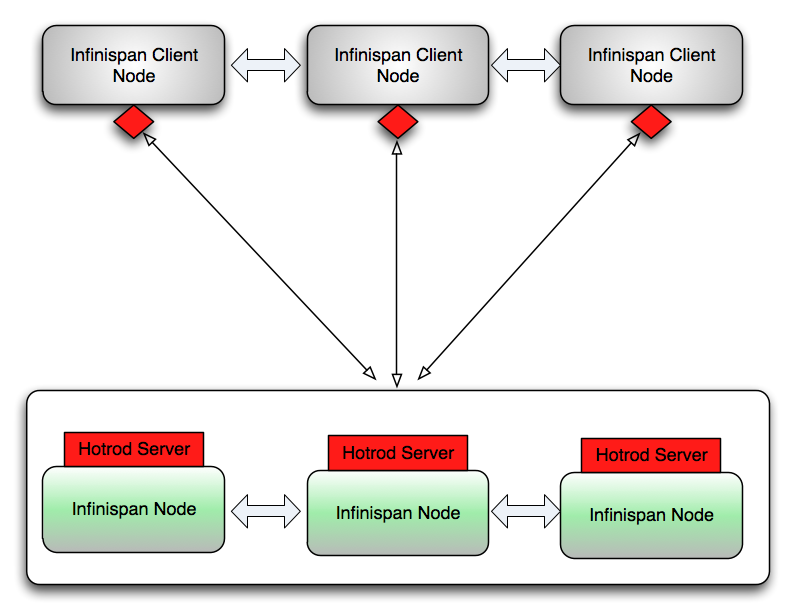 Infinispan Client
Node
Infinispan Client
Node
Infinispan Client
Node
Hotrod Server
Infinispan Node
Hotrod Server
Infinispan Node
Hotrod Server
Infinispan Node